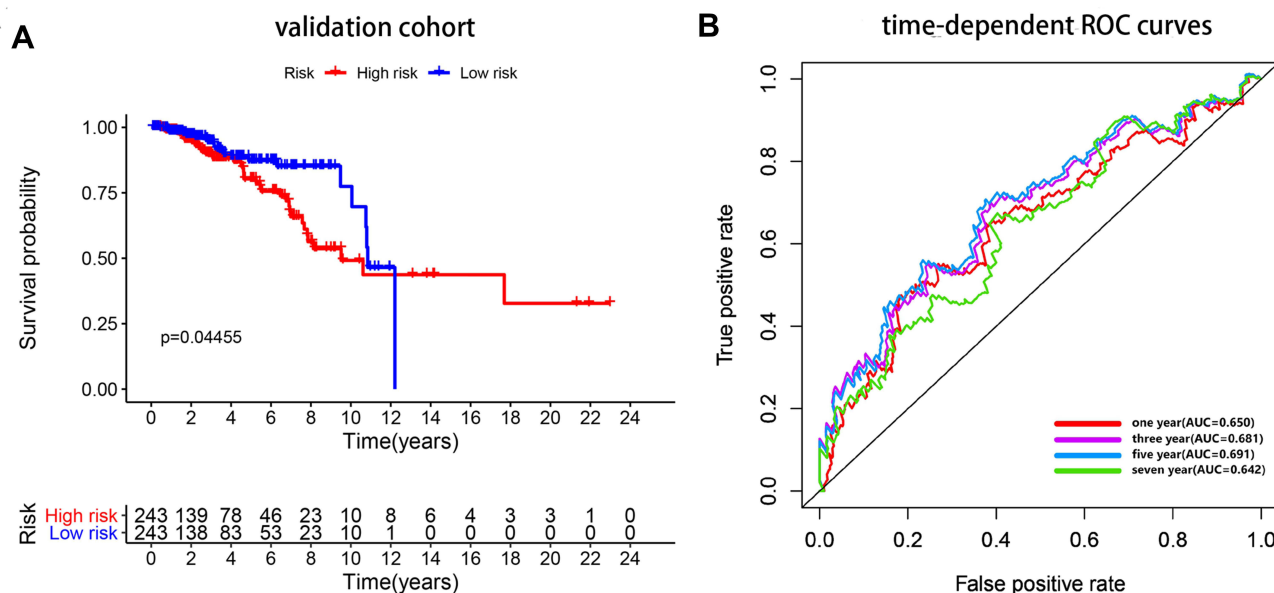 A
validation cohort
Risk High risk Low risk
Survival probability
1.00
0.75
0.50
0.25
0.00
p=0.04455
0 2 4 6 8 10 12 14 16 18 20 22 24
Time(years)
Risk
High risk 243 139 78 46 23 10 8 6 4 3 3 1 0
Low risk 243 138 83 53 23 10 1 0 0 0 0 0 0
0 2 4 6 8 10 12 14 16 18 20 22 24
Time(years)
B
time-dependent ROC curves
True positive rate
1.0
0.8
0.6
0.4
0.2
0.0
one year(AUC=0.650)
three year(AUC=0.681)
five year(AUC=0.691)
seven year(AUC=0.642)
0.0 0.2 0.4 0.6 0.8 1.0
False positive rate